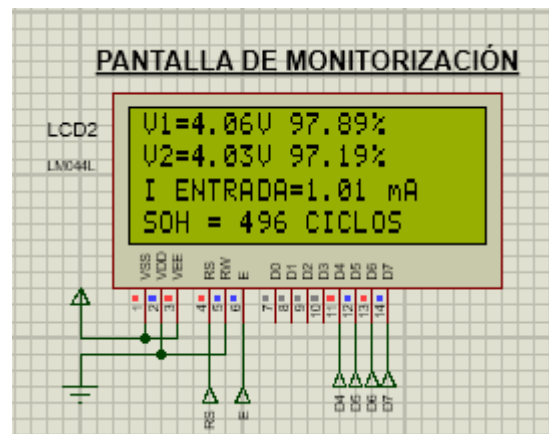 PANTALLA DE MONITORIZACIÓN
LCD2
LM044L
V1=4.06V 97.89%
V2=4.03V 97.19%
I ENTRADA=1.01 mA
SOH = 496 CICLOS
VSS VDD VEE RS RW E D0 D1 D2 D3 D4 D5 D6 D7
1 2 3 4 5 6 7 8 9 10 11 12 13 14
RS E D4 D5 D6 D7